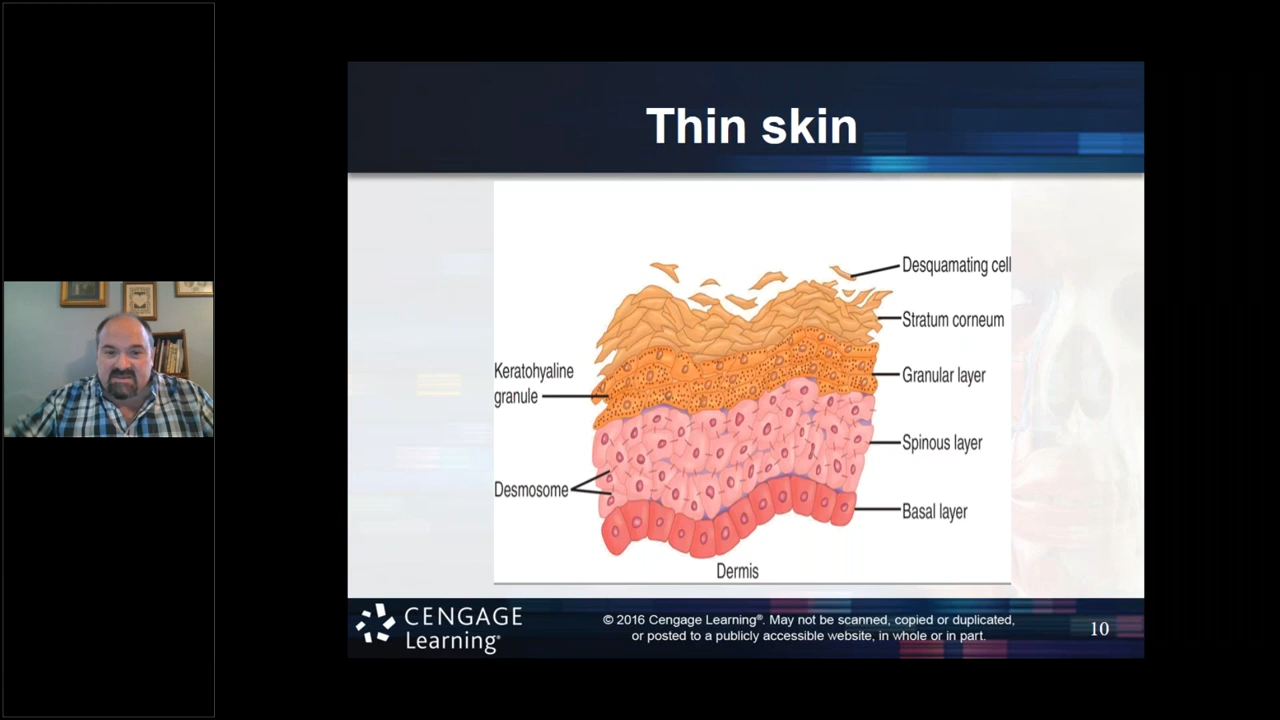 Thin skin
Desquamating cell
Stratum corneum
Keratohyaline
granule
Granular layer
Spinous layer
Desmosome
Basal layer
Dermis
CENGAGE
Learning®
© 2016 Cengage Learning®. May not be scanned, copied or duplicated,
or posted to a publicly accessible website, in whole or in part.
10